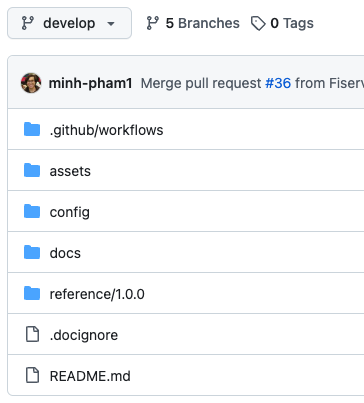 develop 5 Branches 0 Tags
minh-pham1 Merge pull request #36 from Fiserv
.github/workflows
assets
config
docs
reference/1.0.0
.docignore
README.md